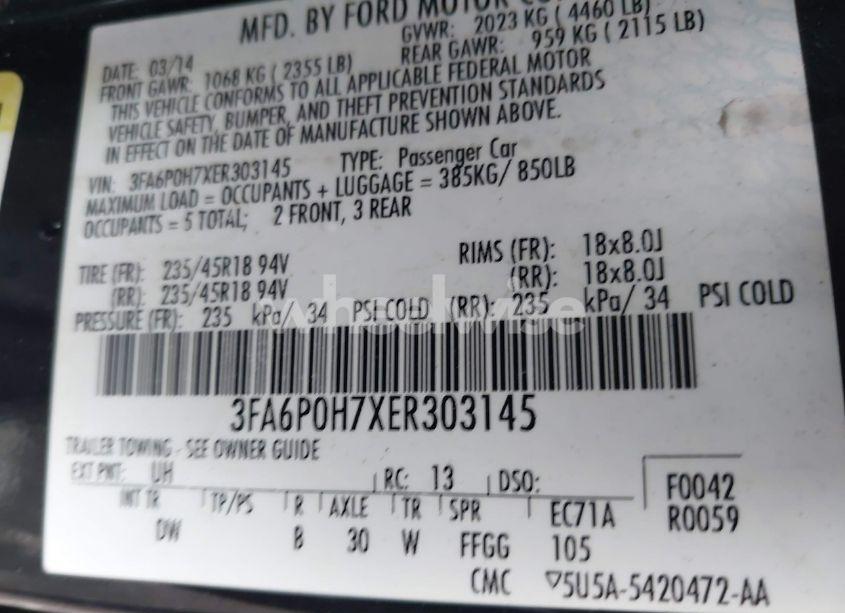 MFD. BY FORD MOTOR CO
DATE: 03/14 GVWR: 2023 KG ( 4460 LB)
FRONT GAWR: 1068 KG ( 2355 LB) REAR GAWR: 959 KG ( 2115 LB)
THIS VEHICLE CONFORMS TO ALL APPLICABLE FEDERAL MOTOR
VEHICLE SAFETY, BUMPER, AND THEFT PREVENTION STANDARDS
IN EFFECT ON THE DATE OF MANUFACTURE SHOWN ABOVE.
VIN: 3FA6P0H7XER303145 TYPE: Passenger Car
MAXIMUM LOAD = OCCUPANTS + LUGGAGE = 385KG/ 850LB
OCCUPANTS = 5 TOTAL; 2 FRONT, 3 REAR
TIRE (FR): 235/45R18 94V RIMS (FR): 18x8.0J
(RR): 235/45R18 94V (RR): 18x8.0J
PRESSURE (FR): 235 kPa/ 34 PSI COLD (RR): 235 kPa/ 34 PSI COLD
wheelwise
3FA6P0H7XER303145
TRAILER TOWING - SEE OWNER GUIDE
EXT PNT: UH RC: 13 DSO: F0042
INT TR TP/PS R AXLE TR SPR EC71A R0059
DW B 30 W FFGG 105
CMC ▽5U5A-5420472-AA